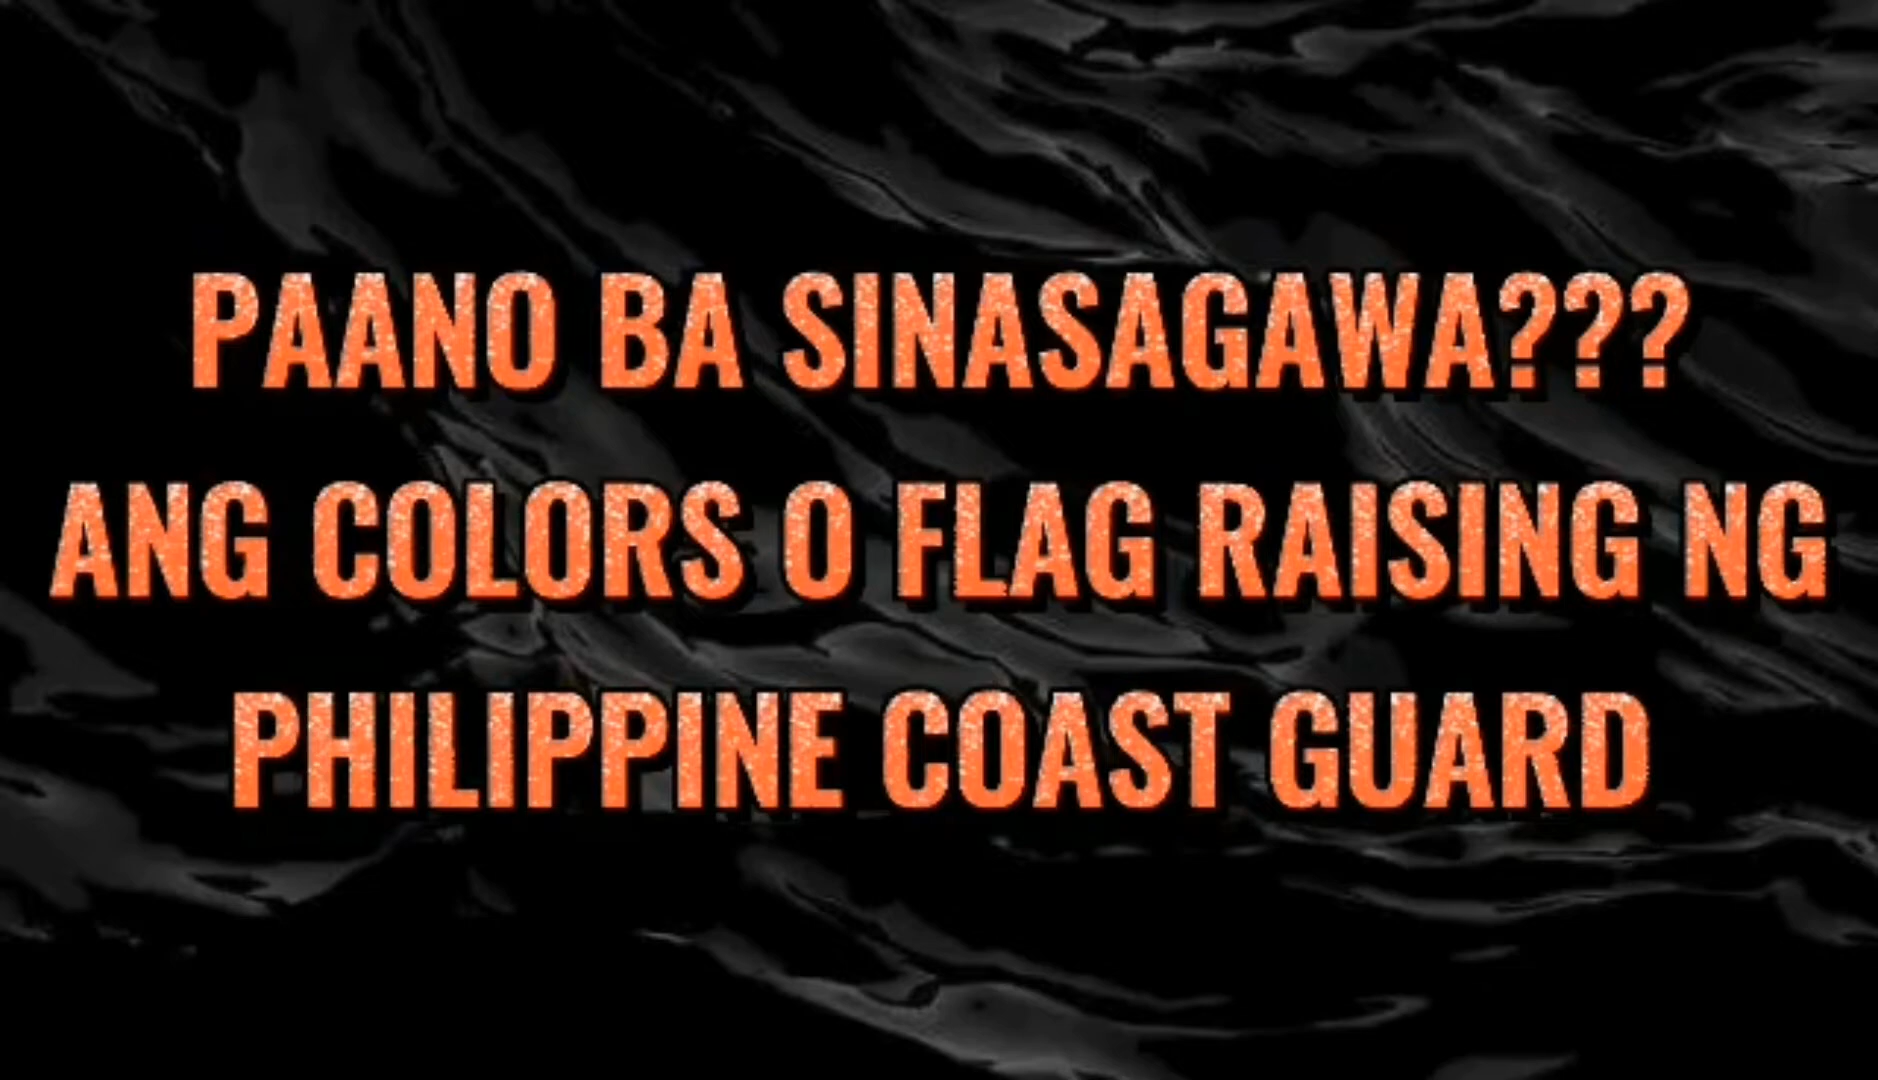 PAANO BA SINASAGAWA???
ANG COLORS O FLAG RAISING NG
PHILIPPINE COAST GUARD